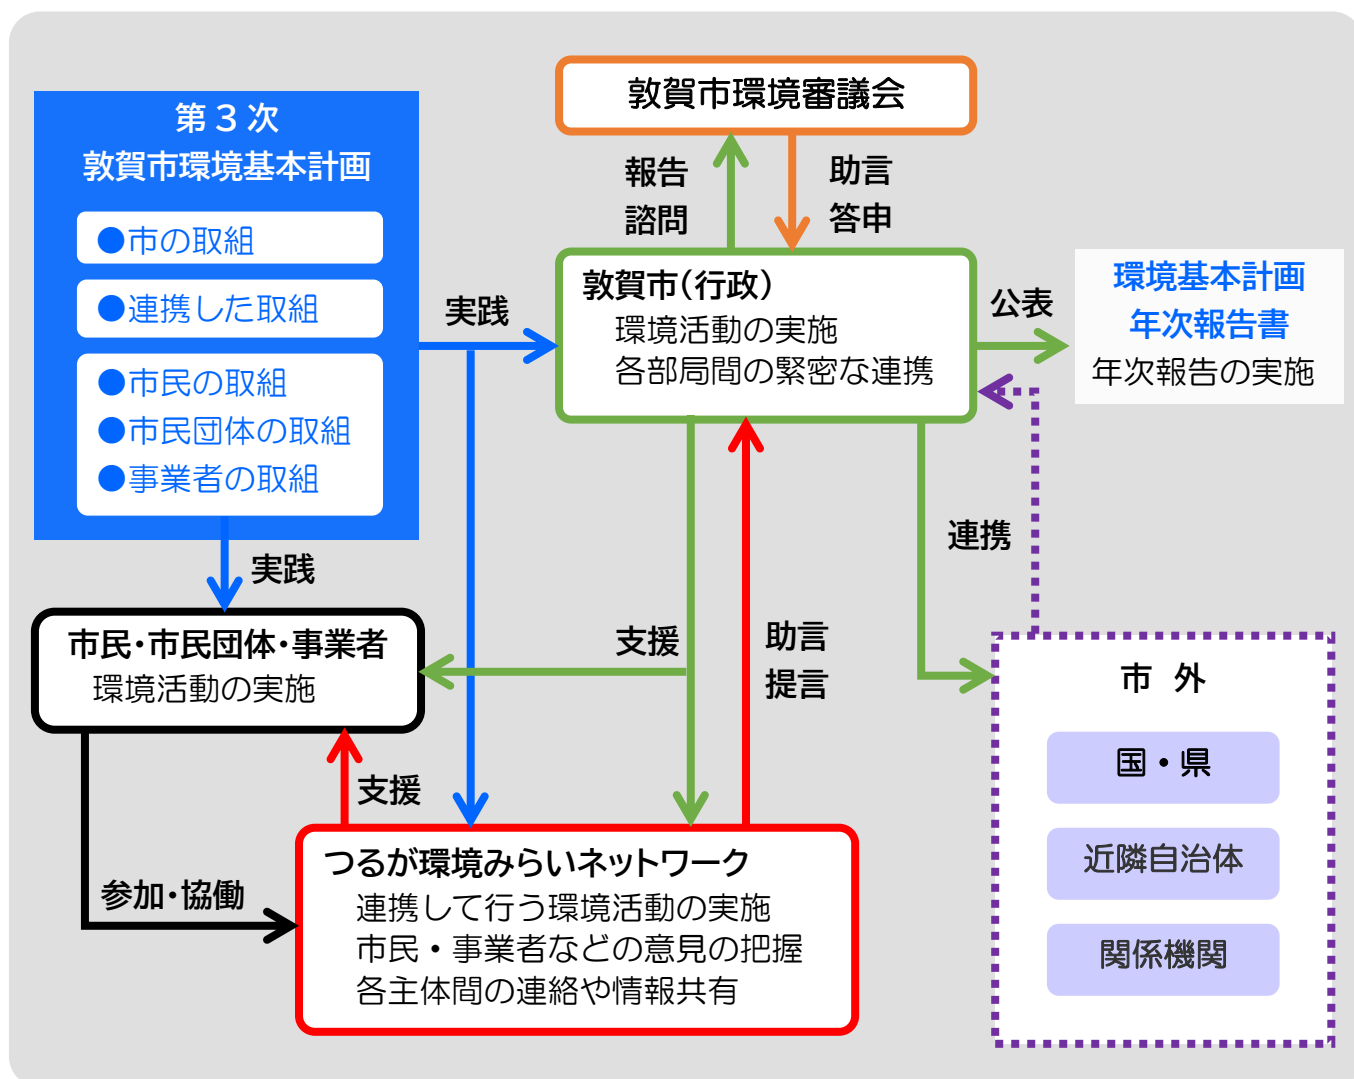 敦賀市環境審議会
第3次
敦賀市環境基本計画
●市の取組
●連携した取組
●市民の取組
●市民団体の取組
●事業者の取組
報告
諮問
助言
答申
実践
敦賀市(行政)
環境活動の実施
各部局間の緊密な連携
公表
環境基本計画
年次報告書
年次報告の実施
実践
市民・市民団体・事業者
環境活動の実施
支援
助言
提言
連携
支援
参加・協働
つるが環境みらいネットワーク
連携して行う環境活動の実施
市民・事業者などの意見の把握
各主体間の連絡や情報共有
市 外
国・県
近隣自治体
関係機関